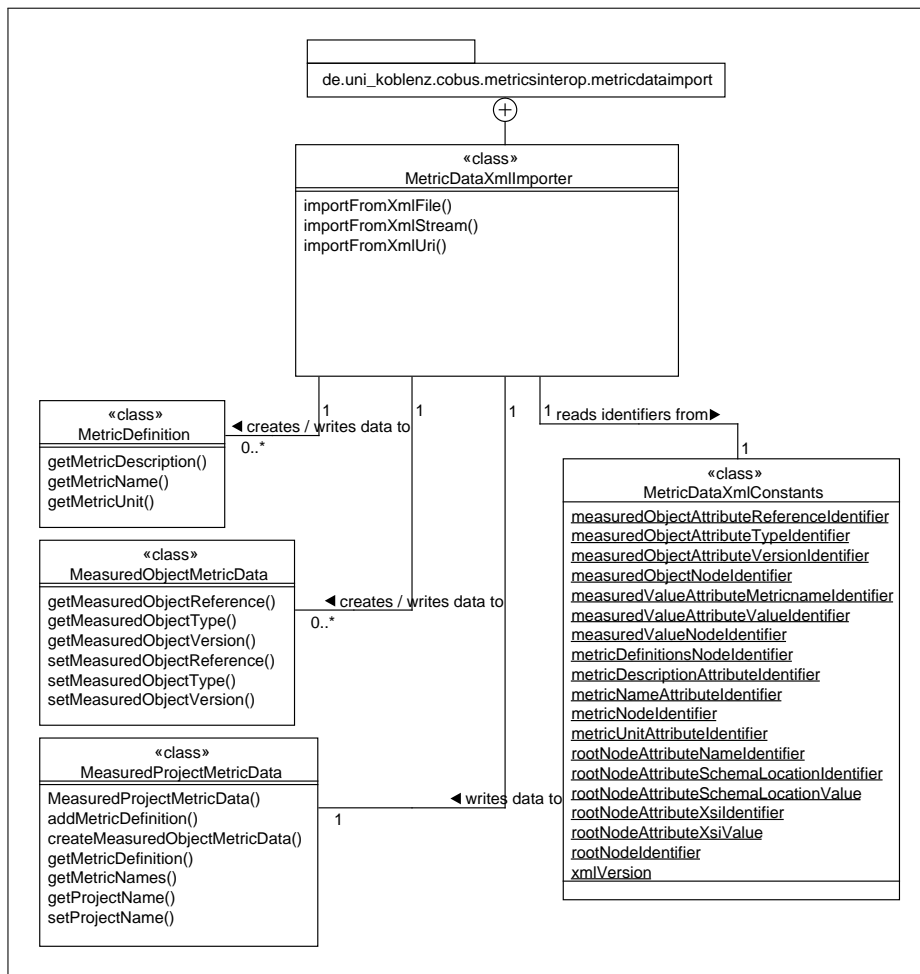 de.uni_koblenz.cobus.metricsinterop.metricdataimport
«class»
MetricDataXmlImporter
importFromXmlFile()
importFromXmlStream()
importFromXmlUri()
1
1
1
1
reads identifiers from▶
1
«class»
MetricDefinition
getMetricDescription()
getMetricName()
getMetricUnit()
◀ creates / writes data to
0..*
«class»
MeasuredObjectMetricData
getMeasuredObjectReference()
getMeasuredObjectType()
getMeasuredObjectVersion()
setMeasuredObjectReference()
setMeasuredObjectType()
setMeasuredObjectVersion()
◀ creates / writes data to
0..*
«class»
MeasuredProjectMetricData
MeasuredProjectMetricData()
addMetricDefinition()
createMeasuredObjectMetricData()
getMetricDefinition()
getMetricNames()
getProjectName()
setProjectName()
◀ writes data to
1
«class»
MetricDataXmlConstants
measuredObjectAttributeReferenceIdentifier
measuredObjectAttributeTypeIdentifier
measuredObjectAttributeVersionIdentifier
measuredObjectNodeIdentifier
measuredValueAttributeMetricnameIdentifier
measuredValueAttributeValueIdentifier
measuredValueNodeIdentifier
metricDefinitionsNodeIdentifier
metricDescriptionAttributeIdentifier
metricNameAttributeIdentifier
metricNodeIdentifier
metricUnitAttributeIdentifier
rootNodeAttributeNameIdentifier
rootNodeAttributeSchemaLocationIdentifier
rootNodeAttributeSchemaLocationValue
rootNodeAttributeXsiIdentifier
rootNodeAttributeXsiValue
rootNodeIdentifier
xmlVersion